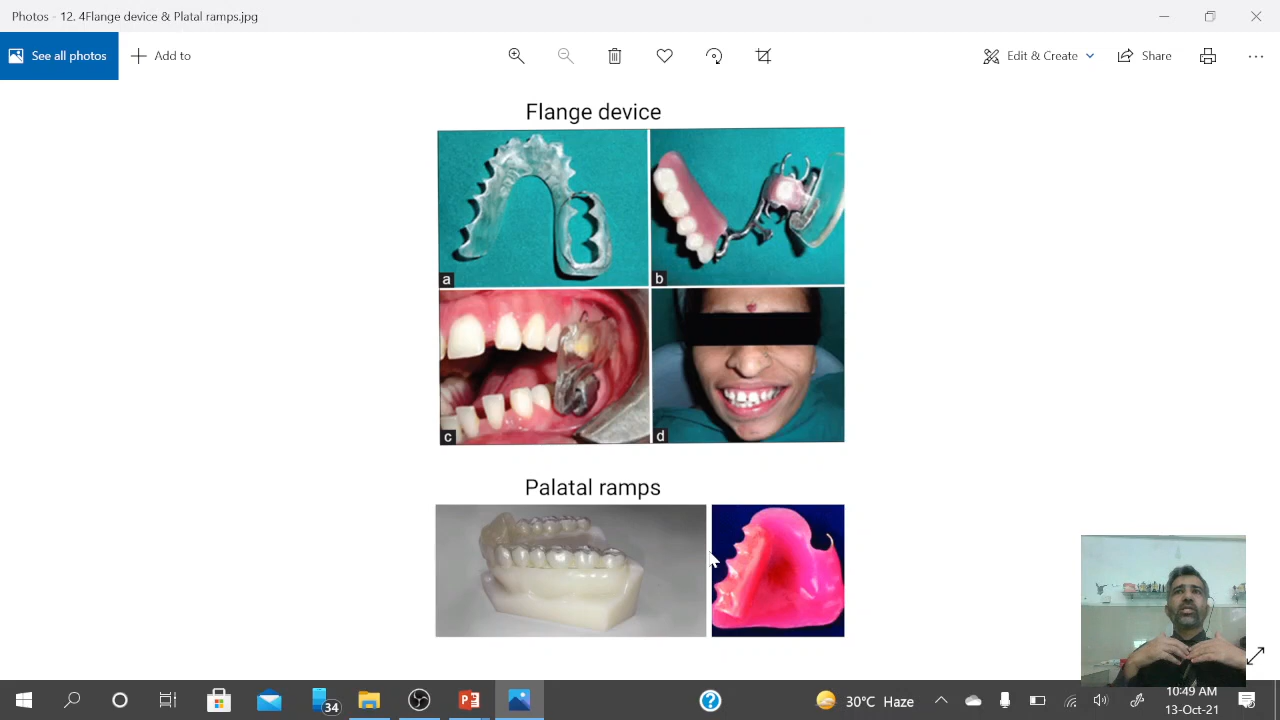 Photos - 12. 4Flange device & Platal ramps.jpg
See all photos
Add to
Edit & Create
Share
Flange device
a
b
c
d
Palatal ramps
34
30°C Haze
10:49 AM
13-Oct-21